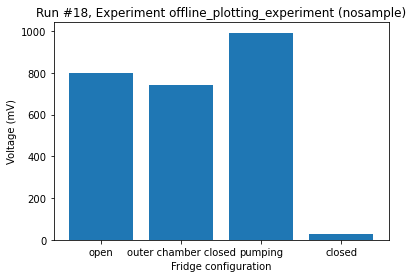 Run #18, Experiment offline_plotting_experiment (nosample)
1000
800
600
400
200
0
Voltage (mV)
open outer chamber closed pumping closed
Fridge configuration